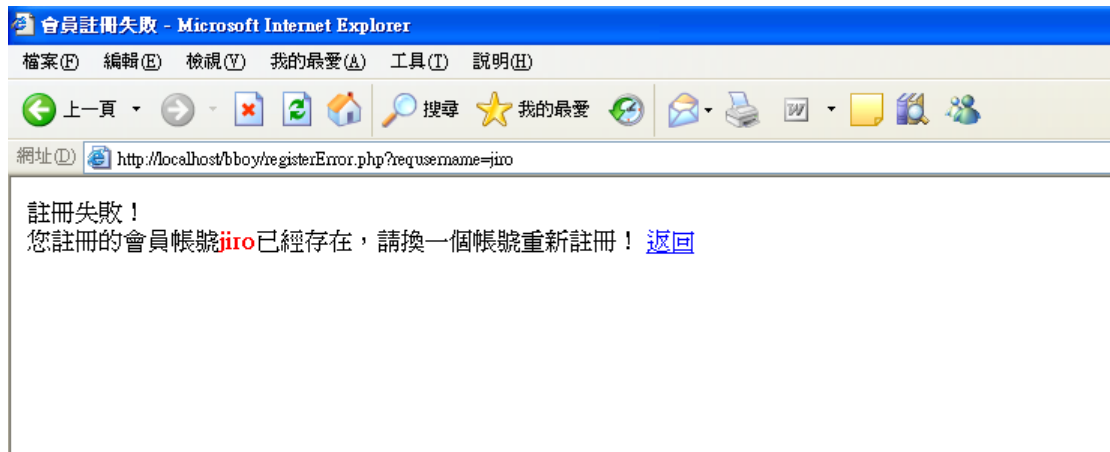 會員註冊失敗 - Microsoft Internet Explorer
檔案(F) 編輯(E) 檢視(V) 我的最愛(A) 工具(T) 說明(H)
上一頁 搜尋 我的最愛
網址(D) http://localhost/bboy/registerError.php?requsername=jiro
註冊失敗！
您註冊的會員帳號jiro已經存在，請換一個帳號重新註冊！ 返回